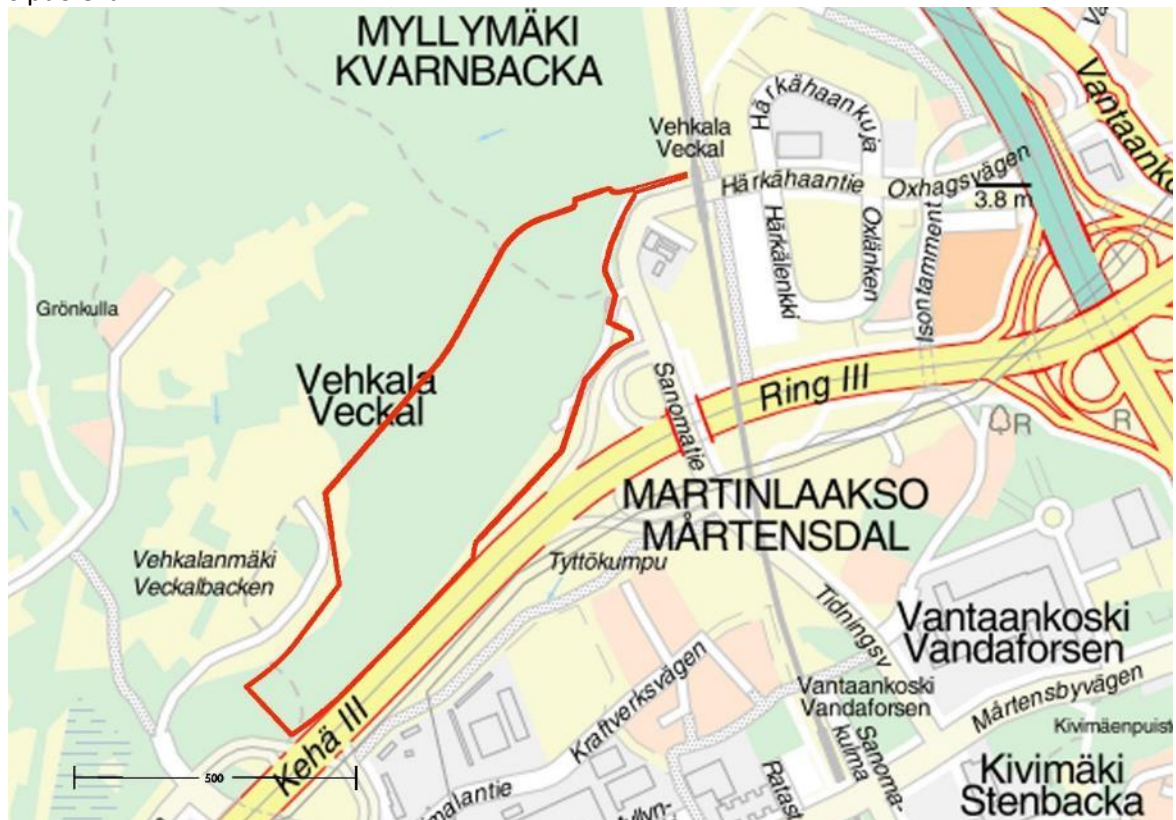 MYLLYMÄKI
KVARNBACKA
Vantaanko
Vehkala
Veckal
Härkähaankuja
Härkähaantie
Oxhagsvägen
3.8 m
Härkälenkki
Oxlänken
Isontamment
Grönkulla
Vehkala
Veckal
Sanomatie
Ring III
R
R
MARTINLAAKSO
MÅRTENSDAL
Vehkalanmäki
Veckalbacken
Tyttökumpu
Tidningsv
Vantaankoski
Vandaforsen
Kraftverksvägen
Vantaankoski
Vandaforsen
Mårtensbyvägen
Kivimäenpuist
Kehä III
500
Sanoma-
kulma
Kivimäki
Stenbacka
Ratast
malantie